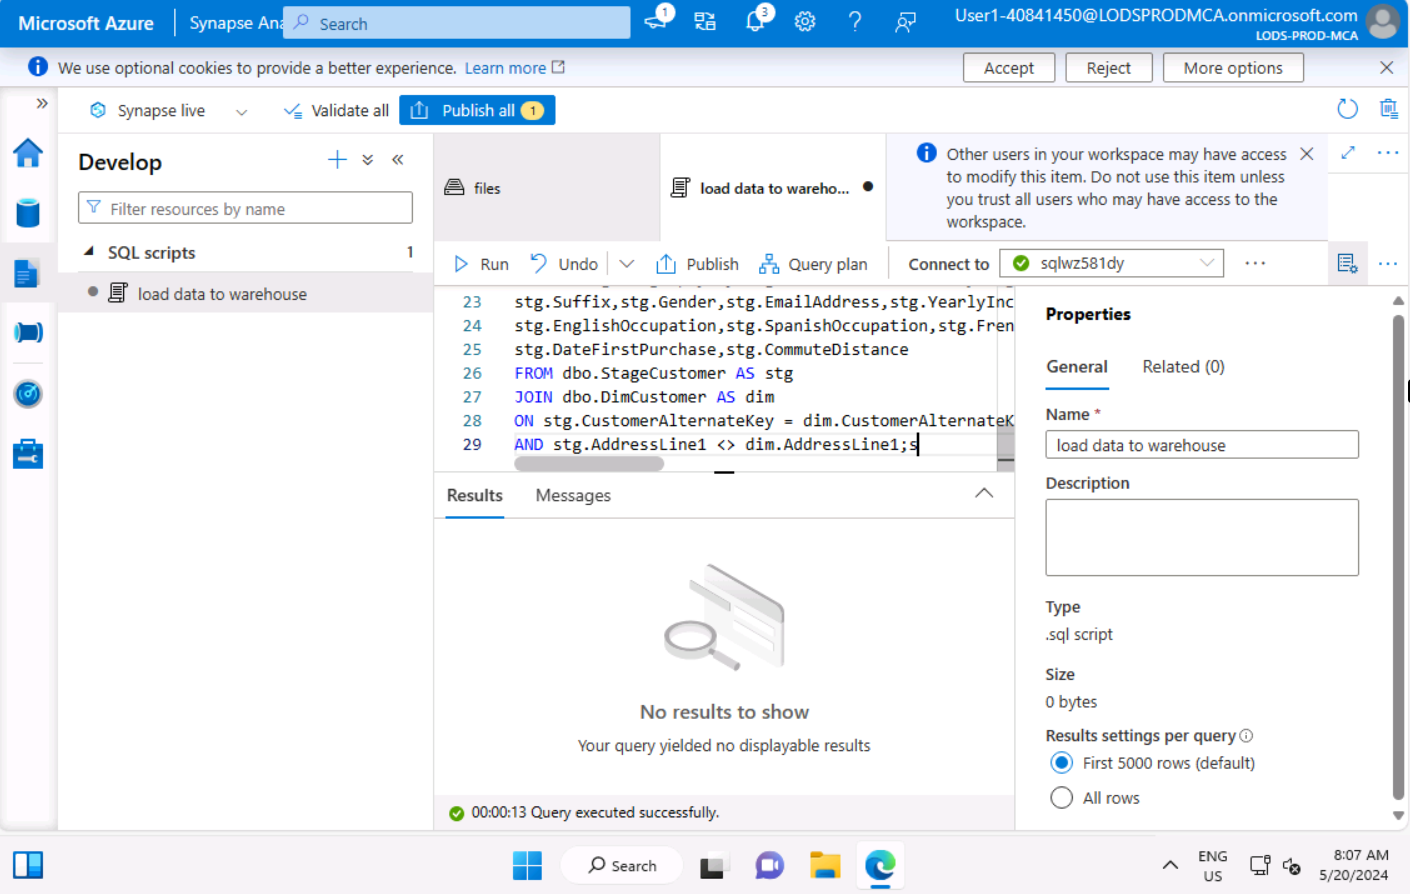 Microsoft Azure
Synapse Ana
Search
1
3
User1-40841450@LODSPRODMCA.onmicrosoft.com
LODS-PROD-MCA
We use optional cookies to provide a better experience. Learn more
Accept
Reject
More options
Synapse live
Validate all
Publish all 1
Develop
Filter resources by name
SQL scripts 1
load data to warehouse
files
load data to wareho...
Other users in your workspace may have access
to modify this item. Do not use this item unless
you trust all users who may have access to the
workspace.
Run
Undo
Publish
Query plan
Connect to
sqlwz581dy
23 stg.Suffix,stg.Gender,stg.EmailAddress,stg.YearlyInc
24 stg.EnglishOccupation,stg.SpanishOccupation,stg.Fren
25 stg.DateFirstPurchase,stg.CommuteDistance
26 FROM dbo.StageCustomer AS stg
27 JOIN dbo.DimCustomer AS dim
28 ON stg.CustomerAlternateKey = dim.CustomerAlternateK
29 AND stg.AddressLine1 <> dim.AddressLine1;s
Results
Messages
No results to show
Your query yielded no displayable results
00:00:13 Query executed successfully.
Properties
General
Related (0)
Name *
load data to warehouse
Description
Type
.sql script
Size
0 bytes
Results settings per query
First 5000 rows (default)
All rows
Search
ENG
US
8:07 AM
5/20/2024